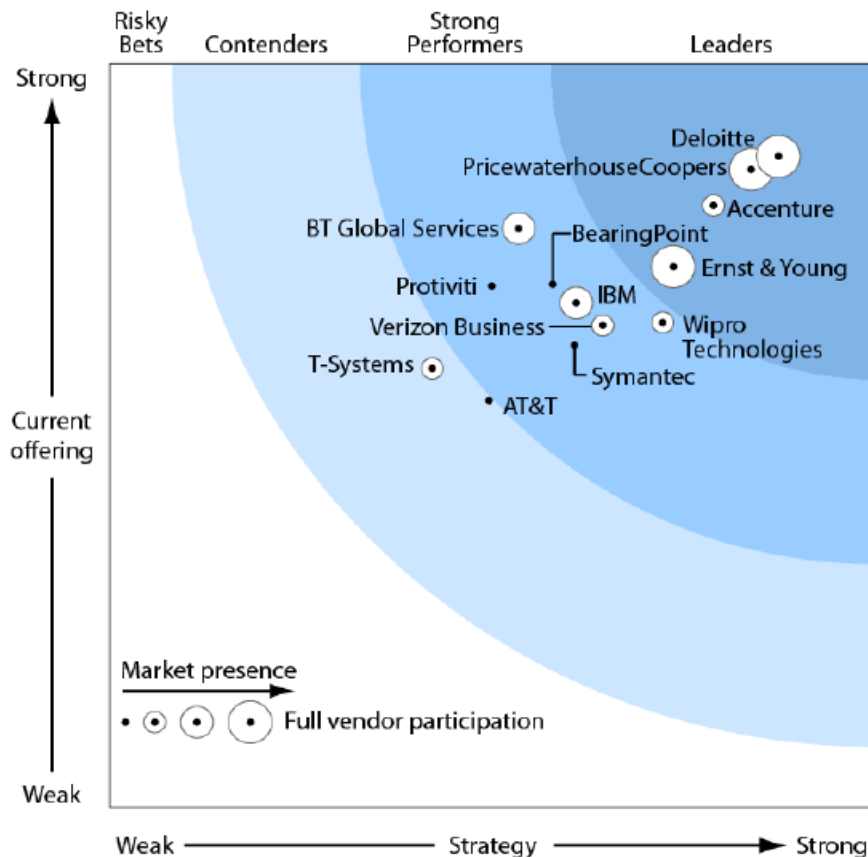 Risky
Bets
Contenders
Strong
Performers
Leaders
Strong
Deloitte
PricewaterhouseCoopers
Accenture
BT Global Services
BearingPoint
Ernst & Young
Protiviti
IBM
Verizon Business
Wipro
Technologies
T-Systems
Symantec
AT&T
Current
offering
Market presence
Full vendor participation
Weak
Weak
Strategy
Strong